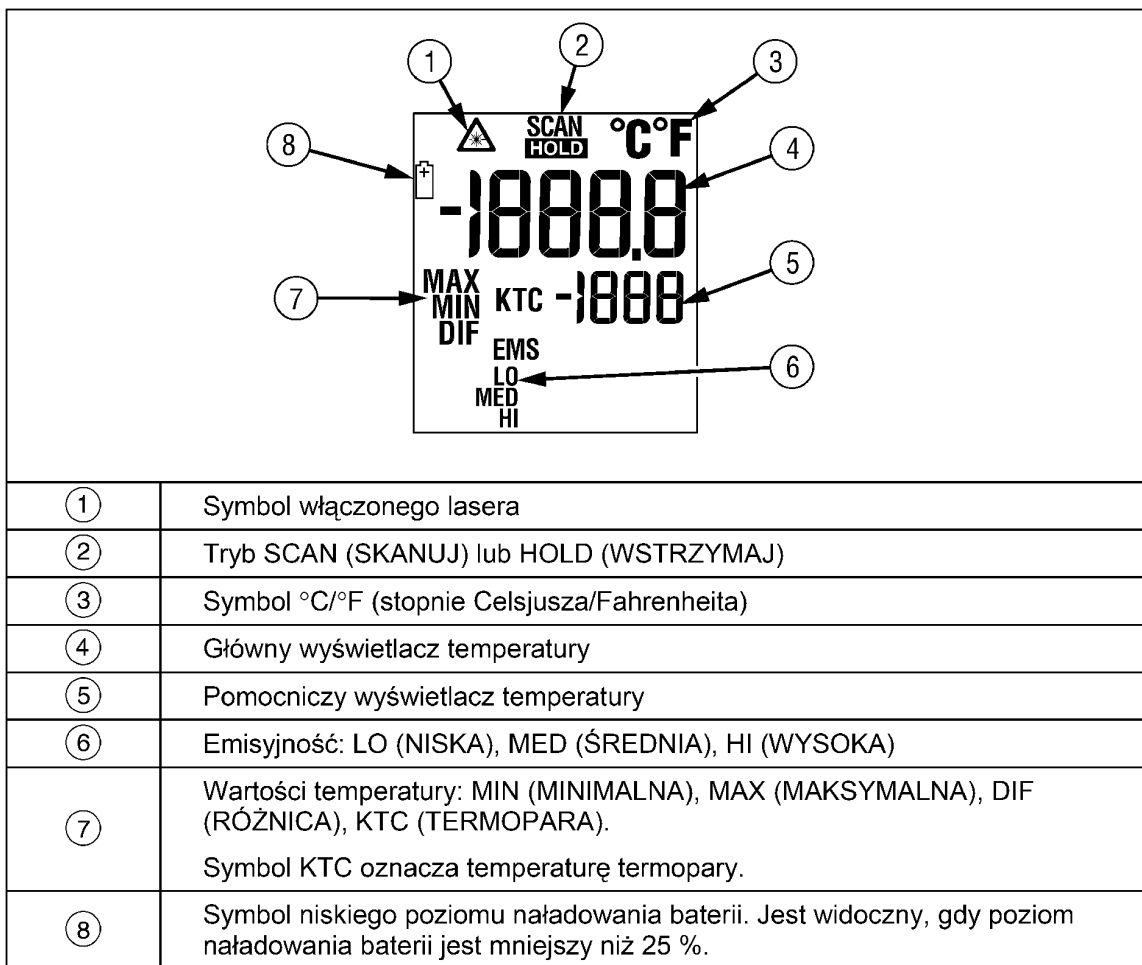 1
2
3
8
SCAN
HOLD
°C°F
4
+
-1888.8
5
7
MAX
MIN
DIF
KTC -1888
EMS
LO
MED
HI
6
1 Symbol włączonego lasera
2 Tryb SCAN (SKANUJ) lub HOLD (WSTRZYMAJ)
3 Symbol °C/°F (stopnie Celsjusza/Fahrenheita)
4 Główny wyświetlacz temperatury
5 Pomocniczy wyświetlacz temperatury
6 Emisyjność: LO (NISKA), MED (ŚREDNIA), HI (WYSOKA)
7 Wartości temperatury: MIN (MINIMALNA), MAX (MAKSYMALNA), DIF
(RÓŻNICA), KTC (TERMOPARA).
Symbol KTC oznacza temperaturę termopary.
8 Symbol niskiego poziomu naładowania baterii. Jest widoczny, gdy poziom
naładowania baterii jest mniejszy niż 25 %.